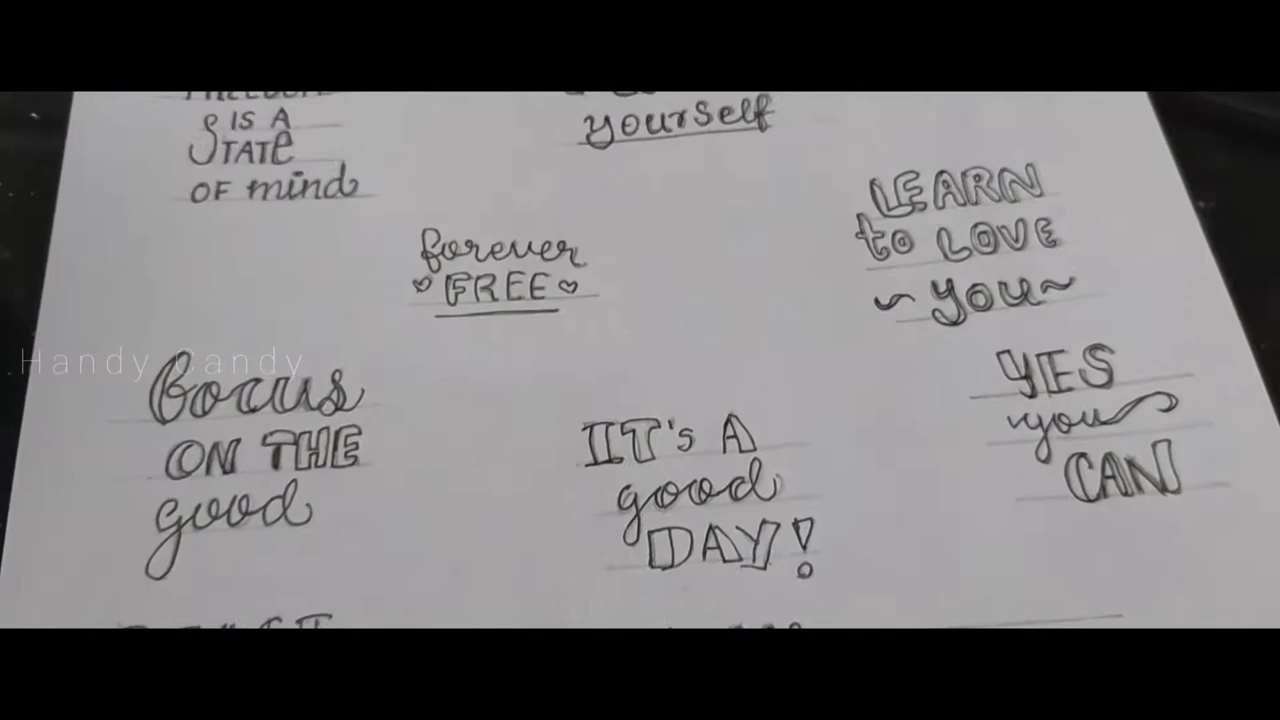 IS A
STATE
OF mind
yourself
forever
FREE
LEARN
to LOVE
you
Handy Candy
focus
ON THE
good
IT's A
good
DAY!
YES
you
CAN